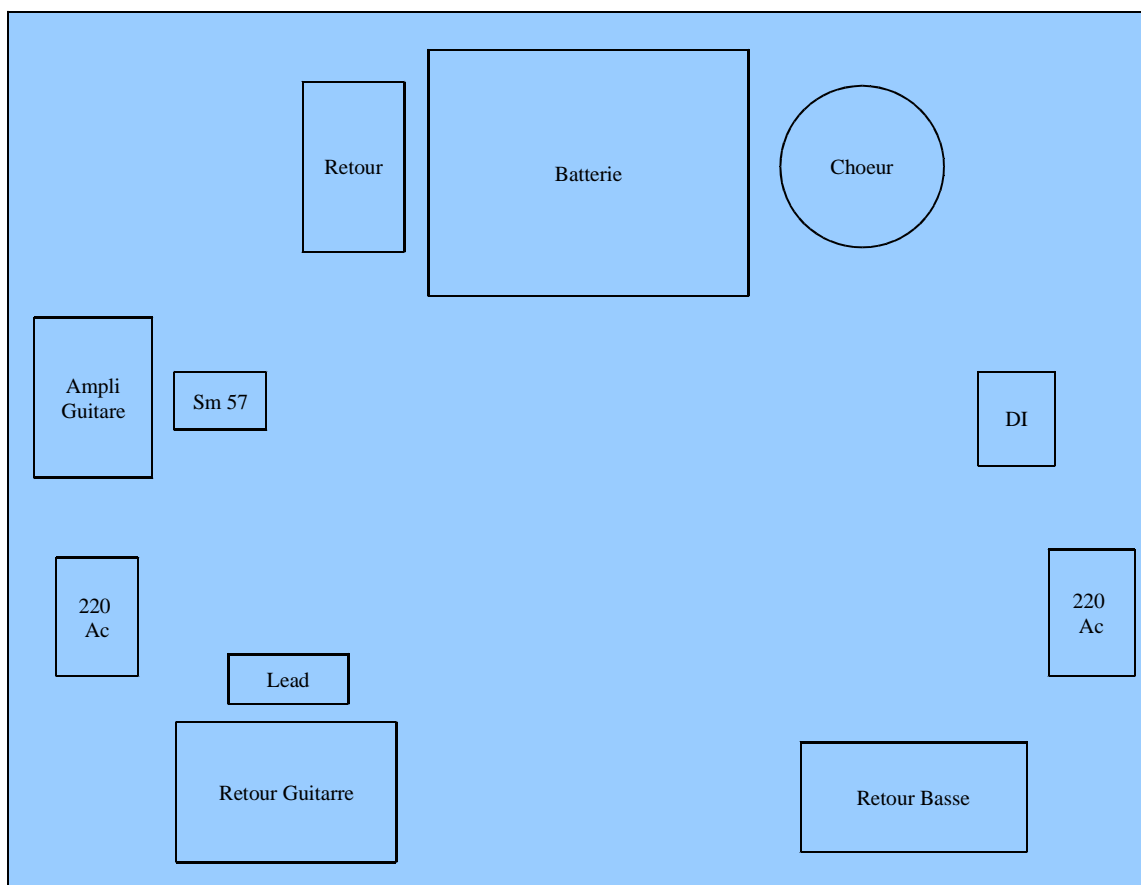 Retour
Batterie
Choeur
Ampli
Guitare
Sm 57
DI
220
Ac
220
Ac
Lead
Retour Guitarre
Retour Basse